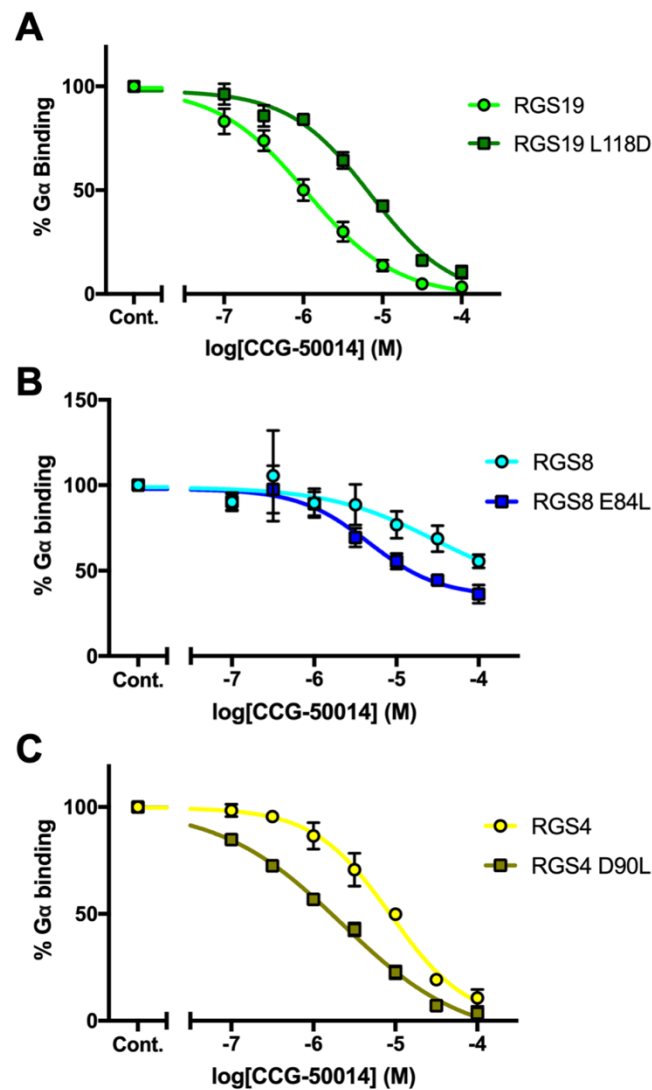 A
% Gα Binding
100
50
0
Cont.
-7
-6
-5
-4
log[CCG-50014] (M)
RGS19
RGS19 L118D
B
% Gα binding
150
100
50
0
Cont.
-7
-6
-5
-4
log[CCG-50014] (M)
RGS8
RGS8 E84L
C
% Gα binding
100
50
0
Cont.
-7
-6
-5
-4
log[CCG-50014] (M)
RGS4
RGS4 D90L